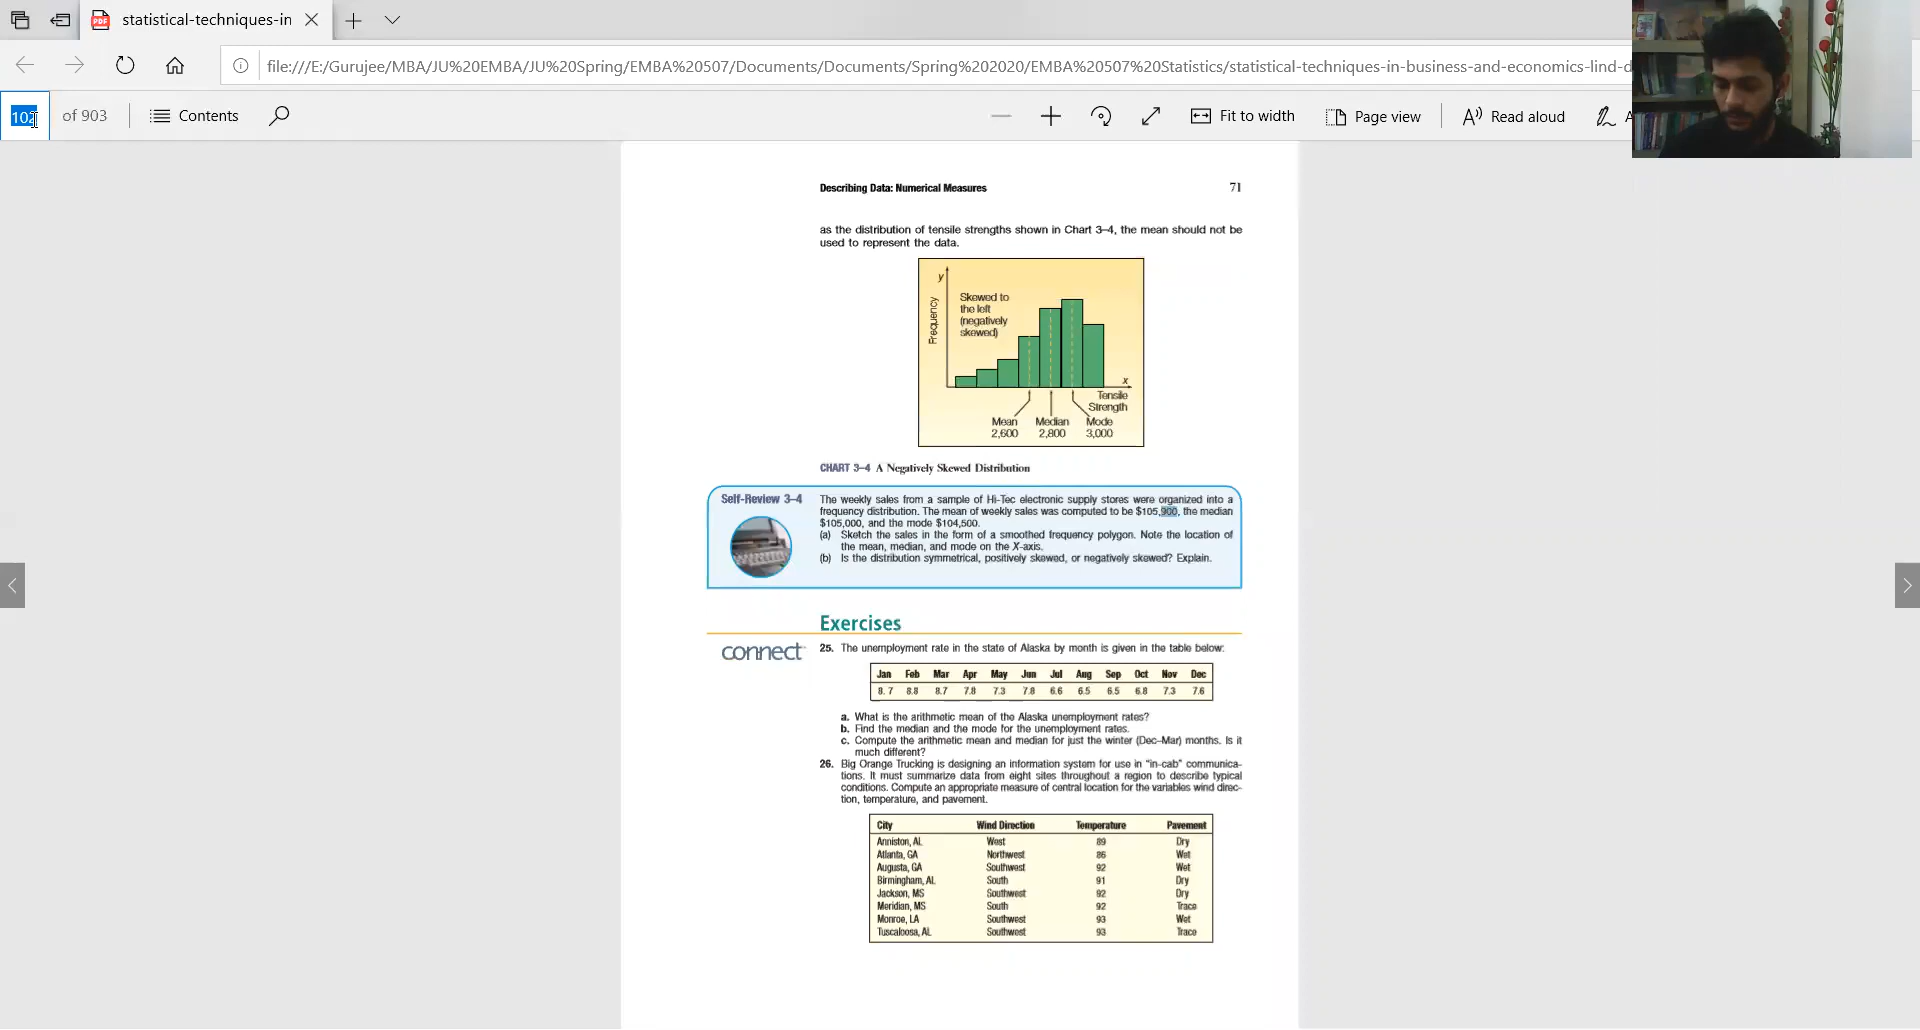 statistical-techniques-in
file:///E:/Gurujee/MBA/JU%20EMBA/JU%20Spring/EMBA%20507/Documents/Documents/Spring%202020/EMBA%20507%20Statistics/statistical-techniques-in-business-and-economics-lind-d
102 of 903 Contents Fit to width Page view Read aloud A
Describing Data: Numerical Measures 71
as the distribution of tensile strengths shown in Chart 3–4, the mean should not be
used to represent the data.
y
Frequency
Skewed to
the left
(negatively
skewed)
x
Tensile
Strength
Mean Median Mode
2,600 2,800 3,000
CHART 3–4 A Negatively Skewed Distribution
Self-Review 3–4
The weekly sales from a sample of Hi-Tec electronic supply stores were organized into a
frequency distribution. The mean of weekly sales was computed to be $105,900, the median
$105,000, and the mode $104,500.
(a) Sketch the sales in the form of a smoothed frequency polygon. Note the location of
the mean, median, and mode on the X-axis.
(b) Is the distribution symmetrical, positively skewed, or negatively skewed? Explain.
Exercises
connect
25. The unemployment rate in the state of Alaska by month is given in the table below:
Jan Feb Mar Apr May Jun Jul Aug Sep Oct Nov Dec
8.7 8.8 8.7 7.8 7.3 7.8 6.6 6.5 6.5 6.8 7.3 7.6
a. What is the arithmetic mean of the Alaska unemployment rates?
b. Find the median and the mode for the unemployment rates.
c. Compute the arithmetic mean and median for just the winter (Dec–Mar) months. Is it
much different?
26. Big Orange Trucking is designing an information system for use in “in-cab” communica-
tions. It must summarize data from eight sites throughout a region to describe typical
conditions. Compute an appropriate measure of central location for the variables wind direc-
tion, temperature, and pavement.
City Wind Direction Temperature Pavement
Anniston, AL West 89 Dry
Atlanta, GA Northwest 86 Wet
Augusta, GA Southwest 92 Wet
Birmingham, AL South 91 Dry
Jackson, MS Southwest 92 Dry
Meridian, MS South 92 Trace
Monroe, LA Southwest 93 Wet
Tuscaloosa, AL Southwest 93 Trace